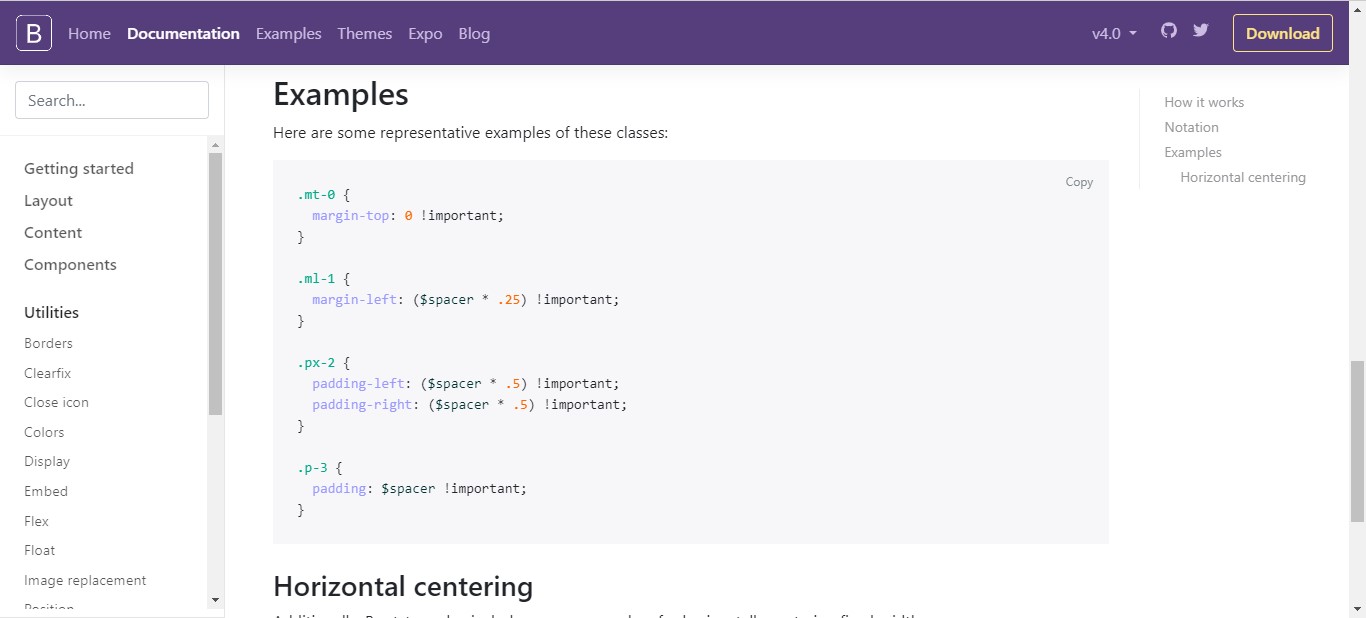 B Home Documentation Examples Themes Expo Blog v4.0 Download
Search...
Getting started
Layout
Content
Components
Utilities
Borders
Clearfix
Close icon
Colors
Display
Embed
Flex
Float
Image replacement
Position
Examples
Here are some representative examples of these classes:
Copy
.mt-0 {
  margin-top: 0 !important;
}
.ml-1 {
  margin-left: ($spacer * .25) !important;
}
.px-2 {
  padding-left: ($spacer * .5) !important;
  padding-right: ($spacer * .5) !important;
}
.p-3 {
  padding: $spacer !important;
}
Horizontal centering
How it works
Notation
Examples
Horizontal centering